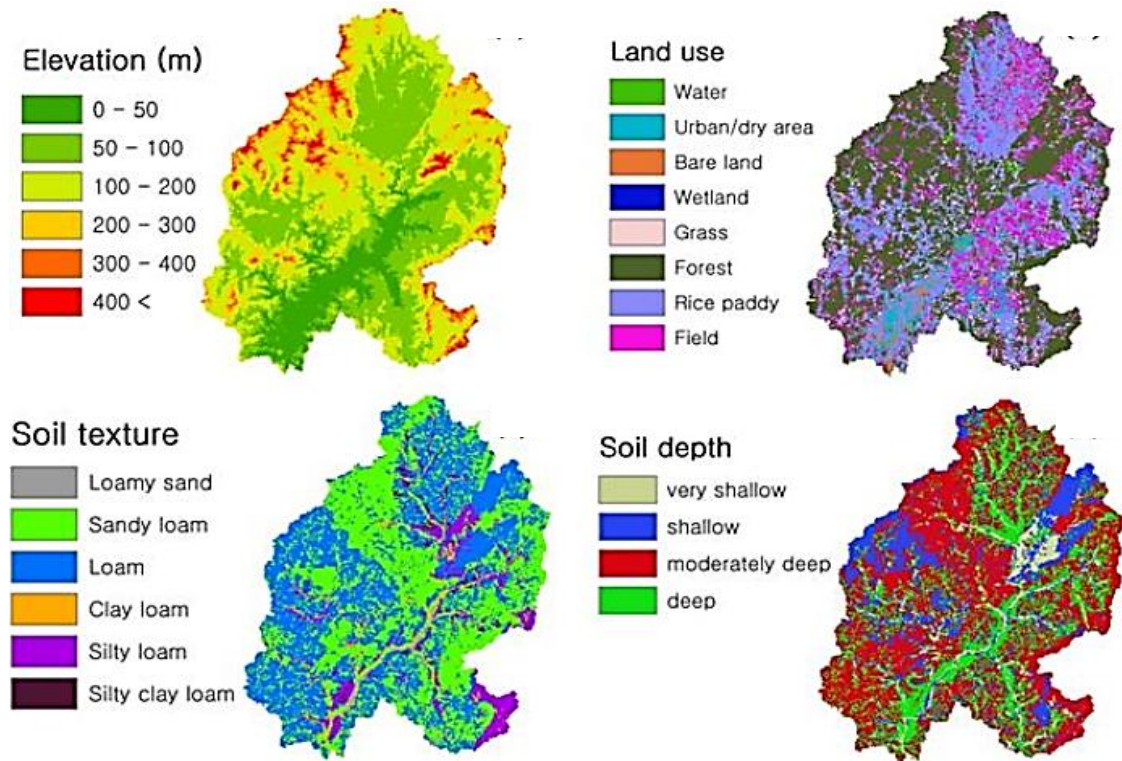 Elevation (m)
0 - 50
50 - 100
100 - 200
200 - 300
300 - 400
400 <
Land use
Water
Urban/dry area
Bare land
Wetland
Grass
Forest
Rice paddy
Field
Soil texture
Loamy sand
Sandy loam
Loam
Clay loam
Silty loam
Silty clay loam
Soil depth
very shallow
shallow
moderately deep
deep